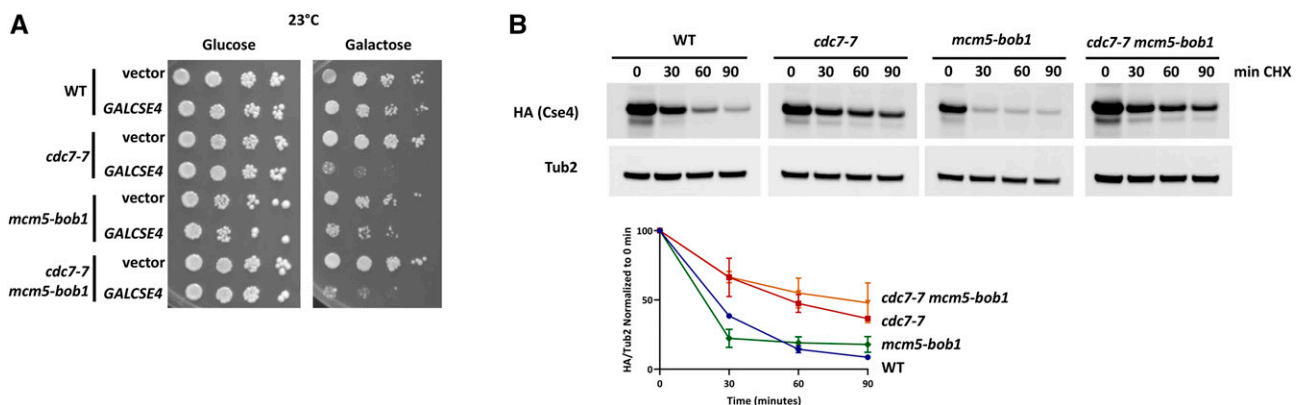 A
23°C
Glucose Galactose
WT
vector
GALCSE4
cdc7-7
vector
GALCSE4
mcm5-bob1
vector
GALCSE4
cdc7-7
mcm5-bob1
vector
GALCSE4
B
WT cdc7-7 mcm5-bob1 cdc7-7 mcm5-bob1
0 30 60 90 0 30 60 90 0 30 60 90 0 30 60 90 min CHX
HA (Cse4)
Tub2
HA/Tub2 Normalized to 0 min
100
50
0
0 30 60 90
Time (minutes)
cdc7-7 mcm5-bob1
cdc7-7
mcm5-bob1
WT